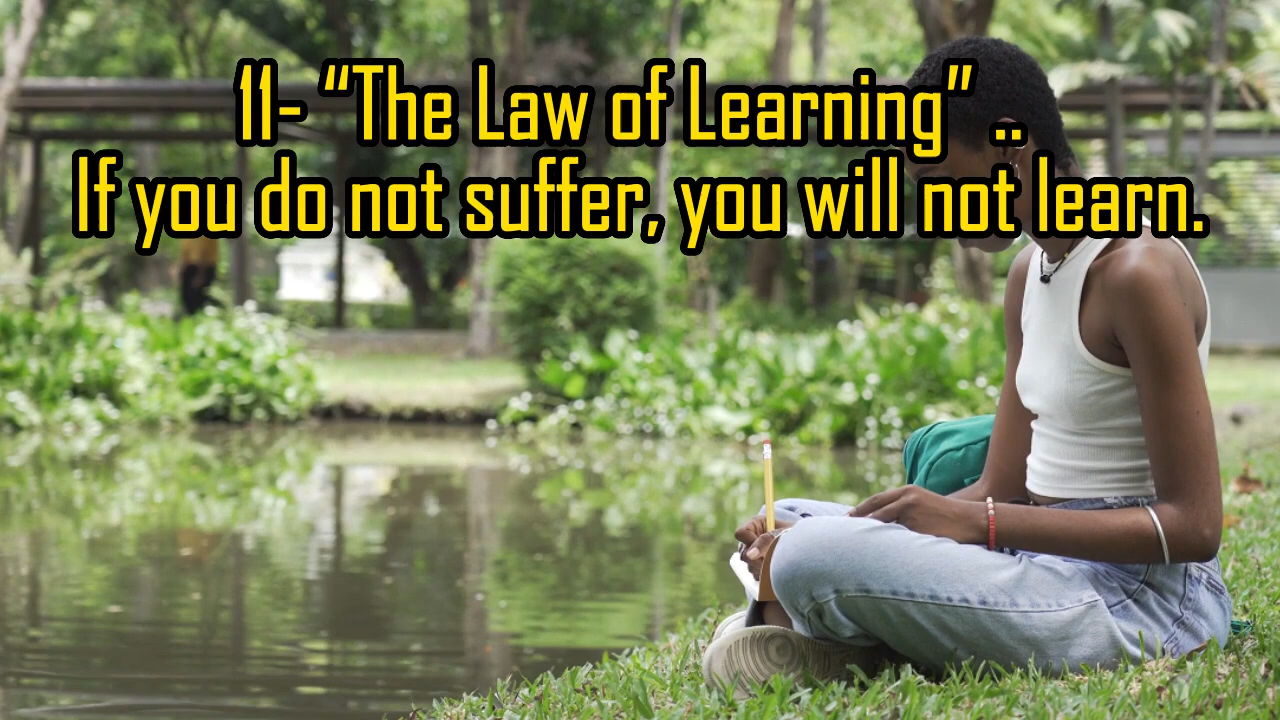 11- “The Law of Learning” ..
If you do not suffer, you will not learn.